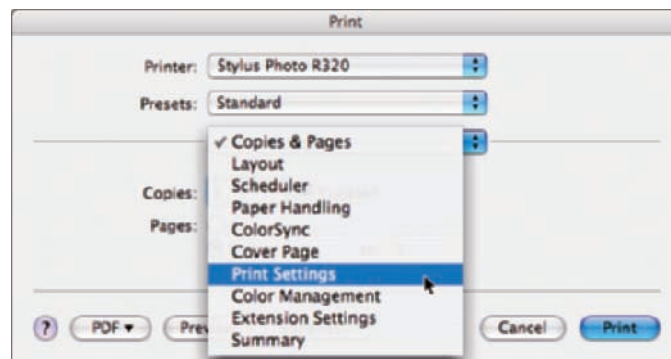 Print
Printer: Stylus Photo R320
Presets: Standard
✓ Copies & Pages
Layout
Scheduler
Copies:
Paper Handling
Pages:
ColorSync
Cover Page
Print Settings
Color Management
Extension Settings
Summary
? PDF ▾ Prev Cancel Print